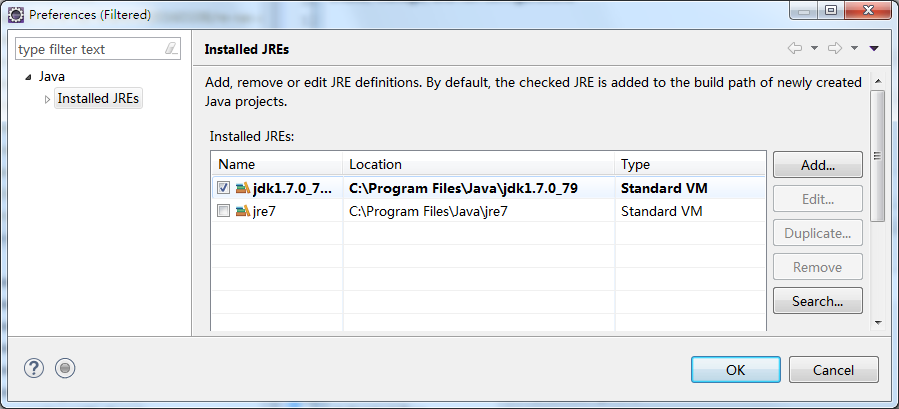 Preferences (Filtered)
type filter text
Java
Installed JREs
Installed JREs
Add, remove or edit JRE definitions. By default, the checked JRE is added to the build path of newly created
Java projects.
Installed JREs:
Name Location Type
jdk1.7.0_7... C:\Program Files\Java\jdk1.7.0_79 Standard VM
jre7 C:\Program Files\Java\jre7 Standard VM
Add...
Edit...
Duplicate...
Remove
Search...
OK Cancel